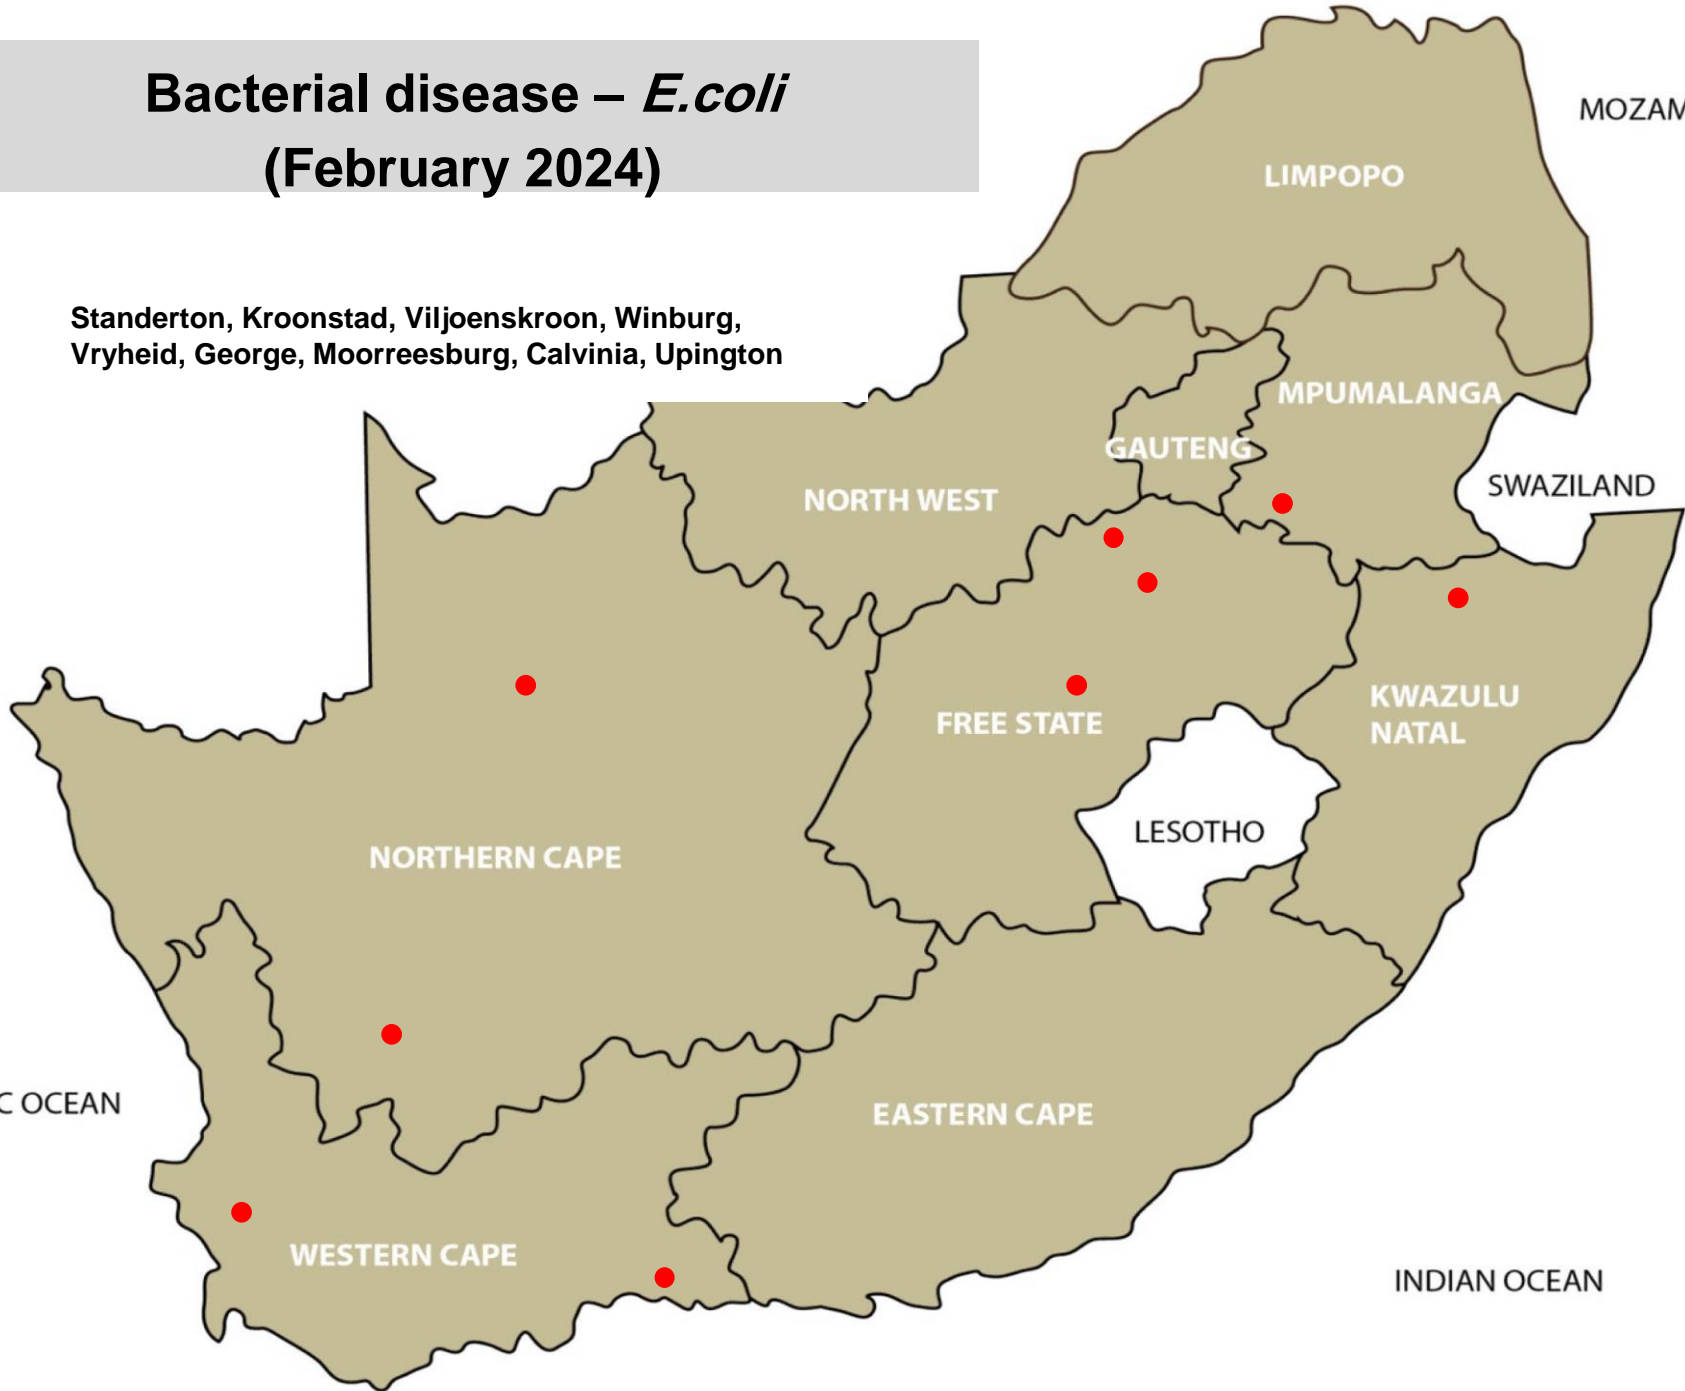 Bacterial disease – E.coli
(February 2024)
MOZAM
LIMPOPO
Standerton, Kroonstad, Viljoenskroon, Winburg,
Vryheid, George, Moorreesburg, Calvinia, Upington
MPUMALANGA
GAUTENG
NORTH WEST
SWAZILAND
KWAZULU
NATAL
FREE STATE
LESOTHO
NORTHERN CAPE
C OCEAN
EASTERN CAPE
WESTERN CAPE
INDIAN OCEAN